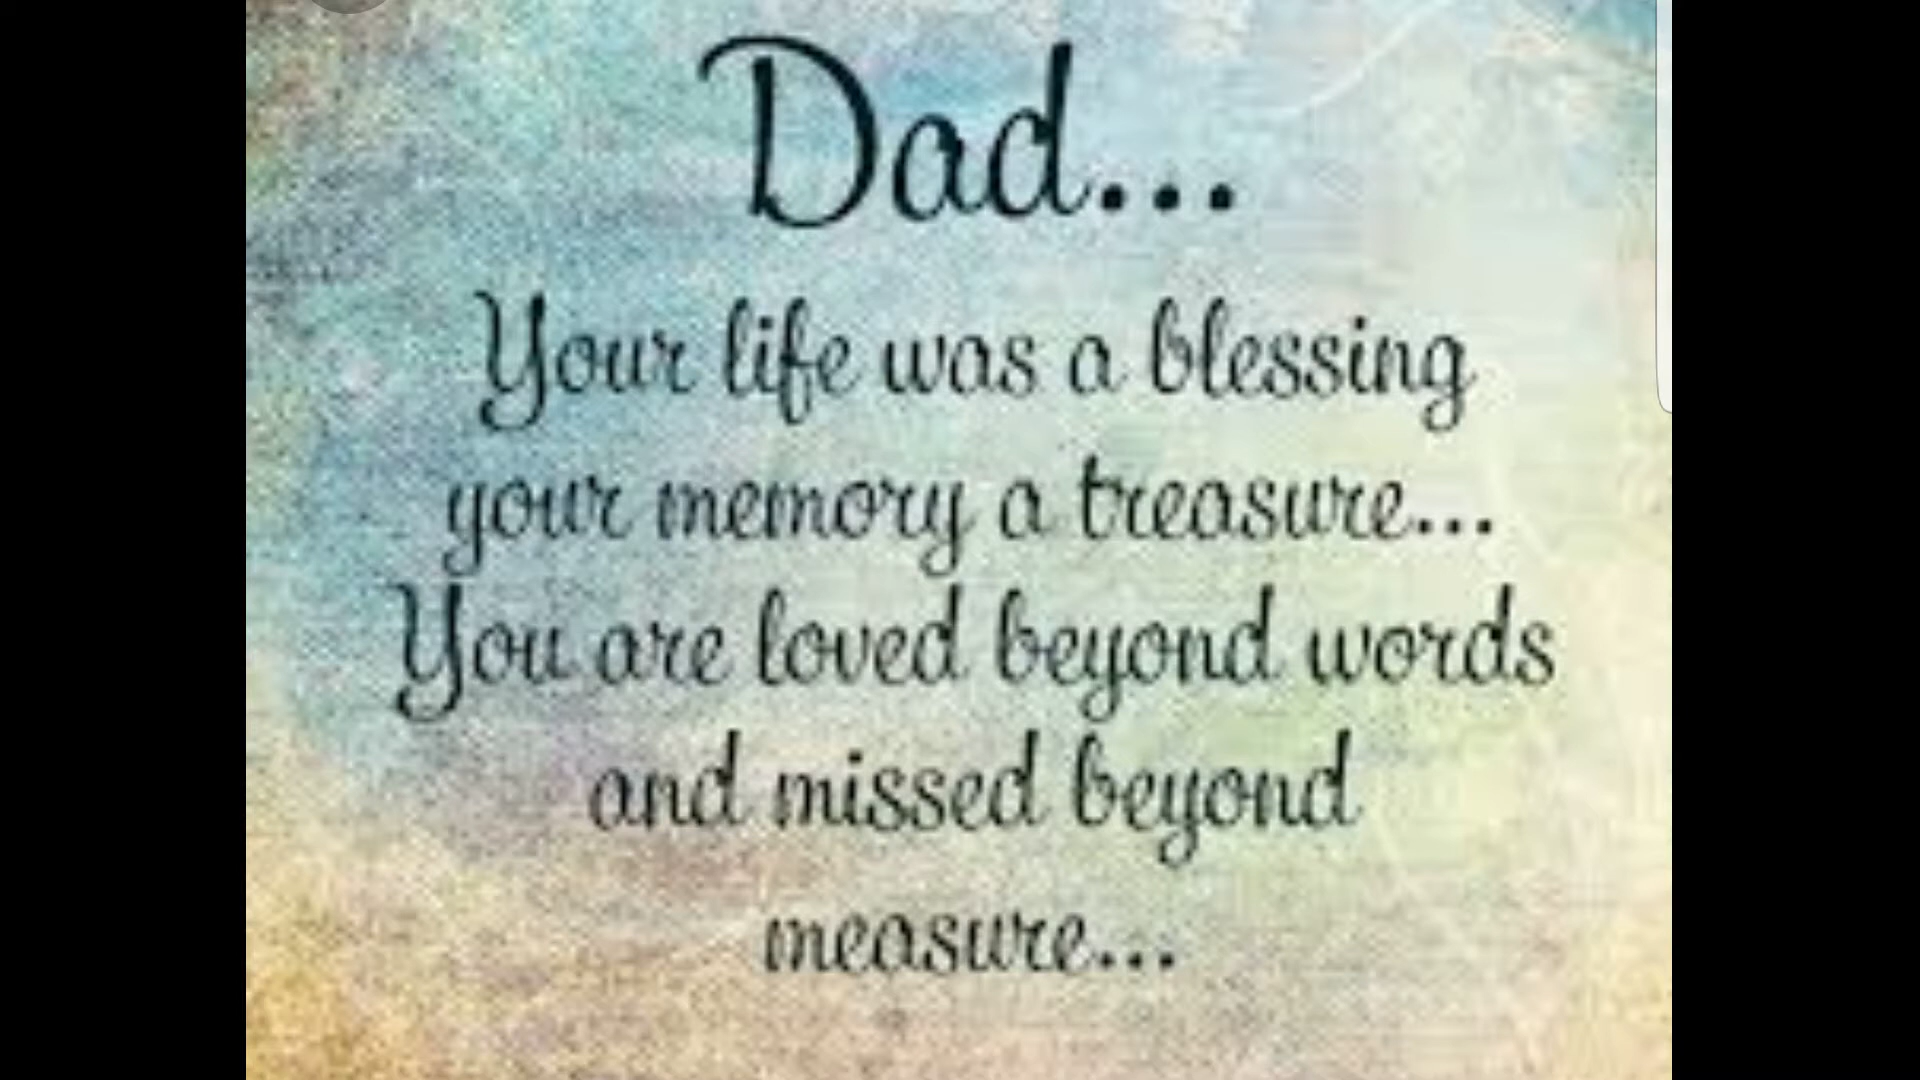 Dad...
Your life was a blessing
your memory a treasure...
You are loved beyond words
and missed beyond
measure...